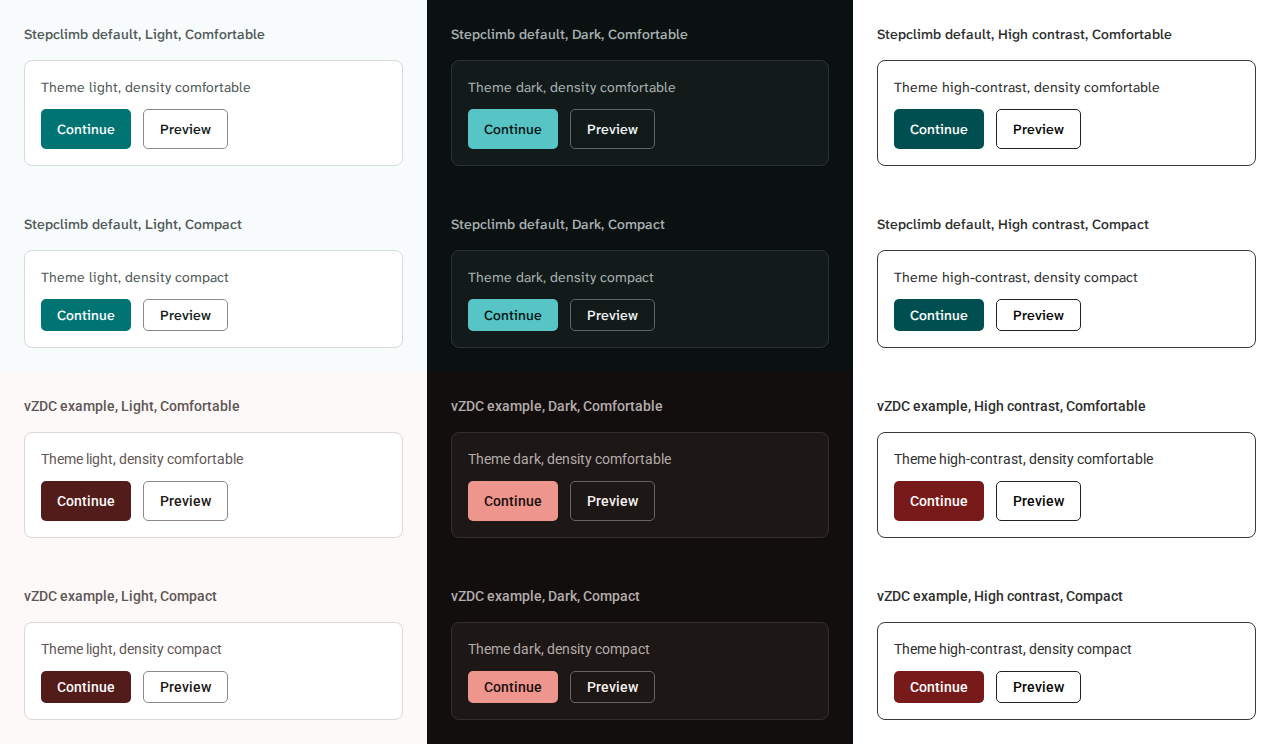 Stepclimb default, Light, Comfortable
Theme light, density comfortable
Continue
Preview
Stepclimb default, Dark, Comfortable
Theme dark, density comfortable
Continue
Preview
Stepclimb default, High contrast, Comfortable
Theme high-contrast, density comfortable
Continue
Preview
Stepclimb default, Light, Compact
Theme light, density compact
Continue
Preview
Stepclimb default, Dark, Compact
Theme dark, density compact
Continue
Preview
Stepclimb default, High contrast, Compact
Theme high-contrast, density compact
Continue
Preview
vZDC example, Light, Comfortable
Theme light, density comfortable
Continue
Preview
vZDC example, Dark, Comfortable
Theme dark, density comfortable
Continue
Preview
vZDC example, High contrast, Comfortable
Theme high-contrast, density comfortable
Continue
Preview
vZDC example, Light, Compact
Theme light, density compact
Continue
Preview
vZDC example, Dark, Compact
Theme dark, density compact
Continue
Preview
vZDC example, High contrast, Compact
Theme high-contrast, density compact
Continue
Preview